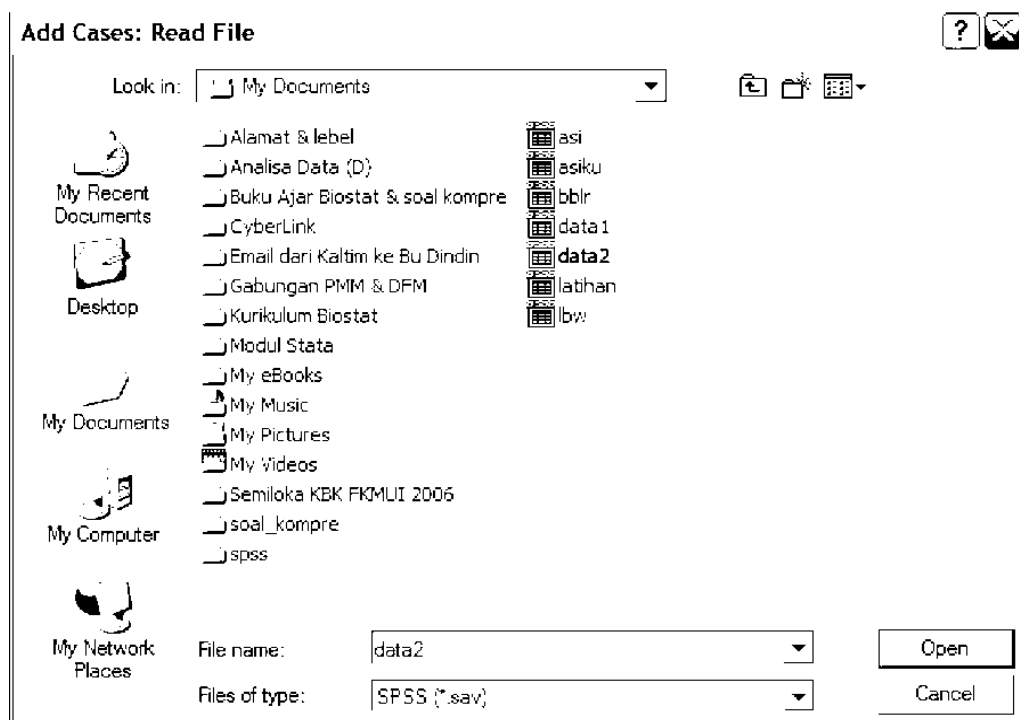 Add Cases: Read File
?
Look in: My Documents
My Recent Documents
Desktop
My Documents
My Computer
My Network Places
Alamat & lebel
Analisa Data (D)
Buku Ajar Biostat & soal kompre
CyberLink
Email dari Kaltim ke Bu Dindin
Gabungan PMM & DFM
Kurikulum Biostat
Modul Stata
My eBooks
My Music
My Pictures
My Videos
Semiloka KBK FKMUI 2006
soal_kompre
spss
asi
asiku
bblr
data1
data2
latihan
lbw
File name: data2 Open
Files of type: SPSS (*.sav) Cancel